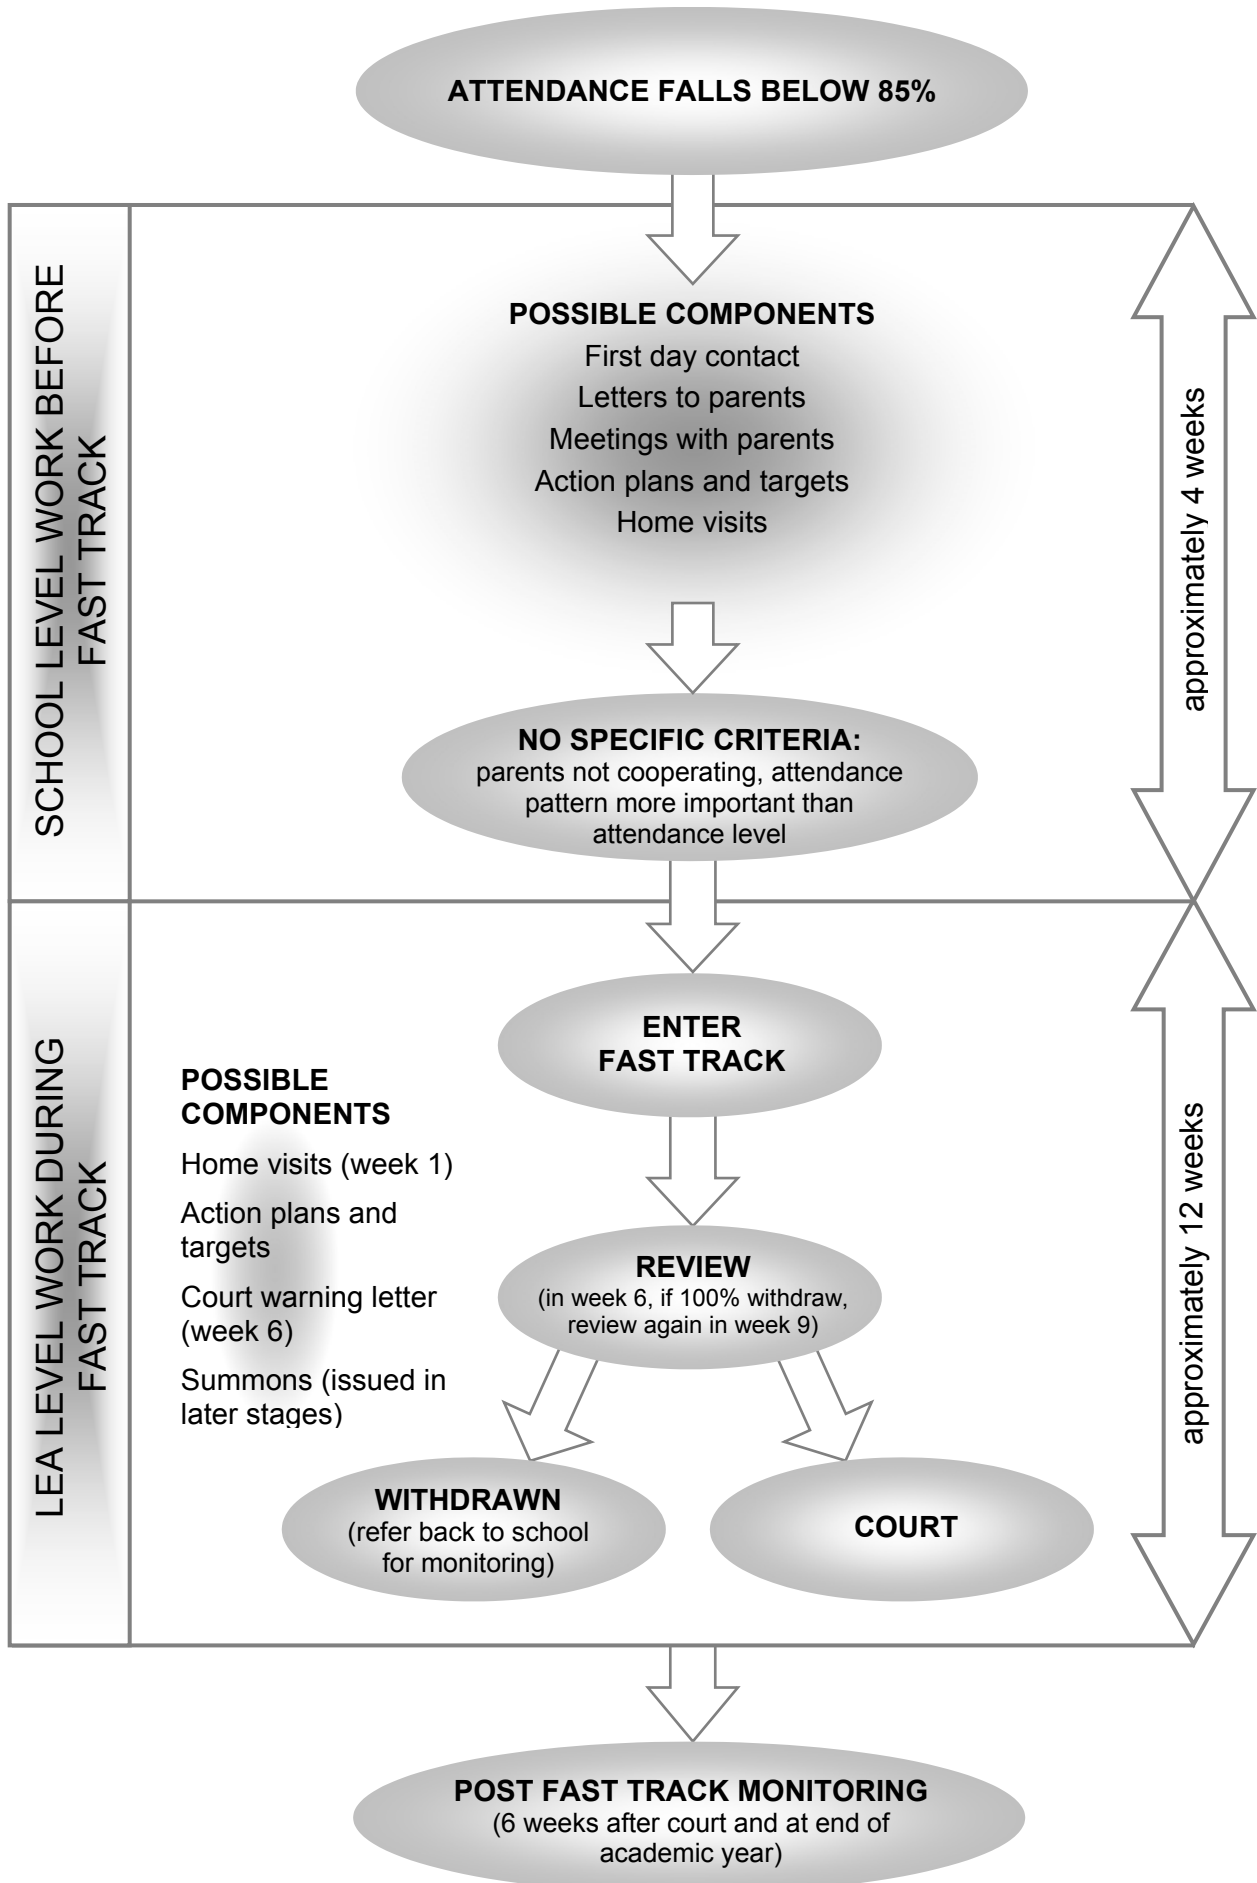 ATTENDANCE FALLS BELOW 85%
SCHOOL LEVEL WORK BEFORE
FAST TRACK
POSSIBLE COMPONENTS
First day contact
Letters to parents
Meetings with parents
Action plans and targets
Home visits
approximately 4 weeks
NO SPECIFIC CRITERIA:
parents not cooperating, attendance
pattern more important than
attendance level
LEA LEVEL WORK DURING
FAST TRACK
ENTER
FAST TRACK
POSSIBLE
COMPONENTS
Home visits (week 1)
Action plans and
targets
Court warning letter
(week 6)
Summons (issued in
later stages)
REVIEW
(in week 6, if 100% withdraw,
review again in week 9)
approximately 12 weeks
WITHDRAWN
(refer back to school
for monitoring)
COURT
POST FAST TRACK MONITORING
(6 weeks after court and at end of
academic year)